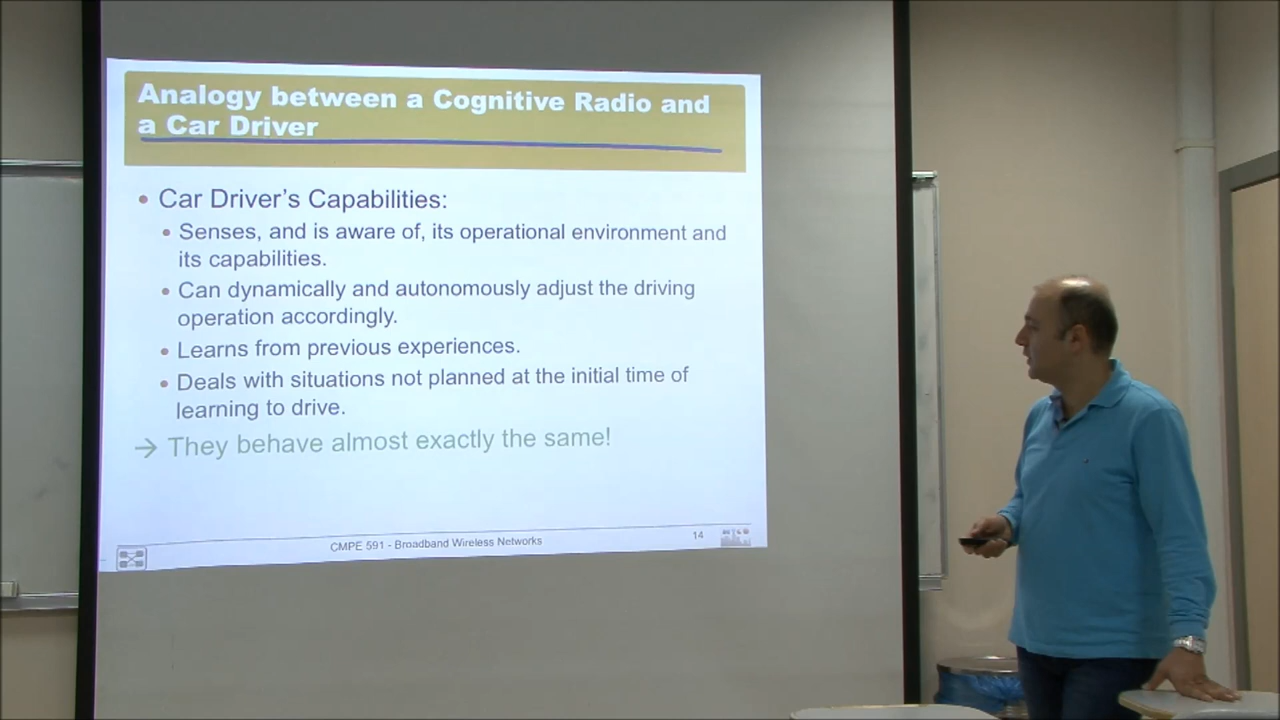 Analogy between a Cognitive Radio and
a Car Driver
• Car Driver's Capabilities:
• Senses, and is aware of, its operational environment and
its capabilities.
• Can dynamically and autonomously adjust the driving
operation accordingly.
• Learns from previous experiences.
• Deals with situations not planned at the initial time of
learning to drive.
→ They behave almost exactly the same!
CMPE 591 - Broadband Wireless Networks
14